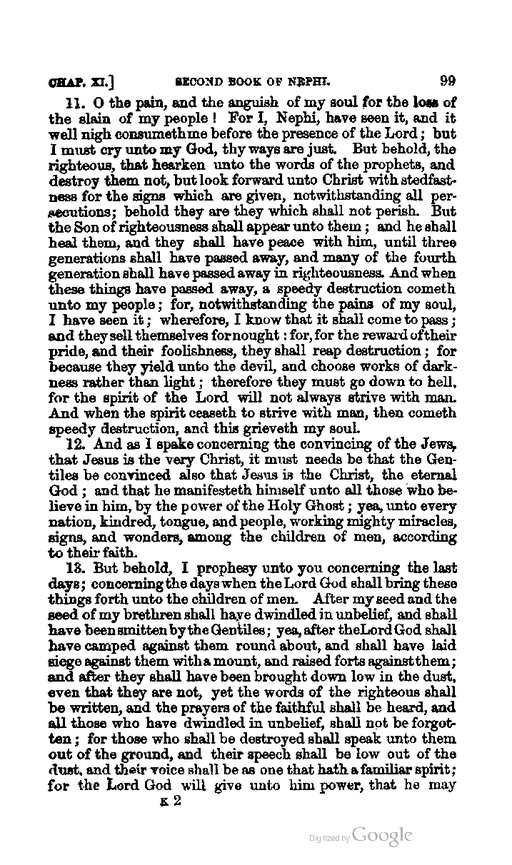 CHAP. XI.] SECOND BOOK OF NEPHI. 99
11. O the pain, and the anguish of my soul for the loss of
the slain of my people! For I, Nephi, have seen it, and it
well nigh consumeth me before the presence of the Lord; but
I must cry unto my God, thy ways are just. But behold, the
righteous, that hearken unto the words of the prophets, and
destroy them not, but look forward unto Christ with stedfast-
ness for the signs which are given, notwithstanding all per-
secutions; behold they are they which shall not perish. But
the Son of righteousness shall appear unto them; and he shall
heal them, and they shall have peace with him, until three
generations shall have passed away, and many of the fourth
generation shall have passed away in righteousness. And when
these things have passed away, a speedy destruction cometh
unto my people; for, notwithstanding the pains of my soul,
I have seen it; wherefore, I know that it shall come to pass;
and they sell themselves for nought: for, for the reward of their
pride, and their foolishness, they shall reap destruction; for
because they yield unto the devil, and choose works of dark-
ness rather than light; therefore they must go down to hell,
for the spirit of the Lord will not always strive with man.
And when the spirit ceaseth to strive with man, then cometh
speedy destruction, and this grieveth my soul.
12. And as I spake concerning the convincing of the Jews,
that Jesus is the very Christ, it must needs be that the Gen-
tiles be convinced also that Jesus is the Christ, the eternal
God; and that he manifesteth himself unto all those who be-
lieve in him, by the power of the Holy Ghost; yea, unto every
nation, kindred, tongue, and people, working mighty miracles,
signs, and wonders, among the children of men, according
to their faith.
13. But behold, I prophesy unto you concerning the last
days; concerning the days when the Lord God shall bring these
things forth unto the children of men. After my seed and the
seed of my brethren shall have dwindled in unbelief, and shall
have been smitten by the Gentiles; yea, after the Lord God shall
have camped against them round about, and shall have laid
siege against them with a mount, and raised forts against them;
and after they shall have been brought down low in the dust,
even that they are not, yet the words of the righteous shall
be written, and the prayers of the faithful shall be heard, and
all those who have dwindled in unbelief, shall not be forgot-
ten; for those who shall be destroyed shall speak unto them
out of the ground, and their speech shall be low out of the
dust, and their voice shall be as one that hath a familiar spirit;
for the Lord God will give unto him power, that he may
K 2
Digitized by Google